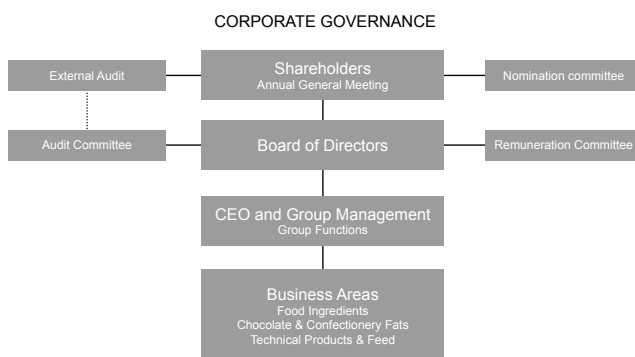 CORPORATE GOVERNANCE
External Audit
Shareholders
Annual General Meeting
Nomination committee
Audit Committee
Board of Directors
Remuneration Committee
CEO and Group Management
Group Functions
Business Areas
Food Ingredients
Chocolate & Confectionery Fats
Technical Products & Feed